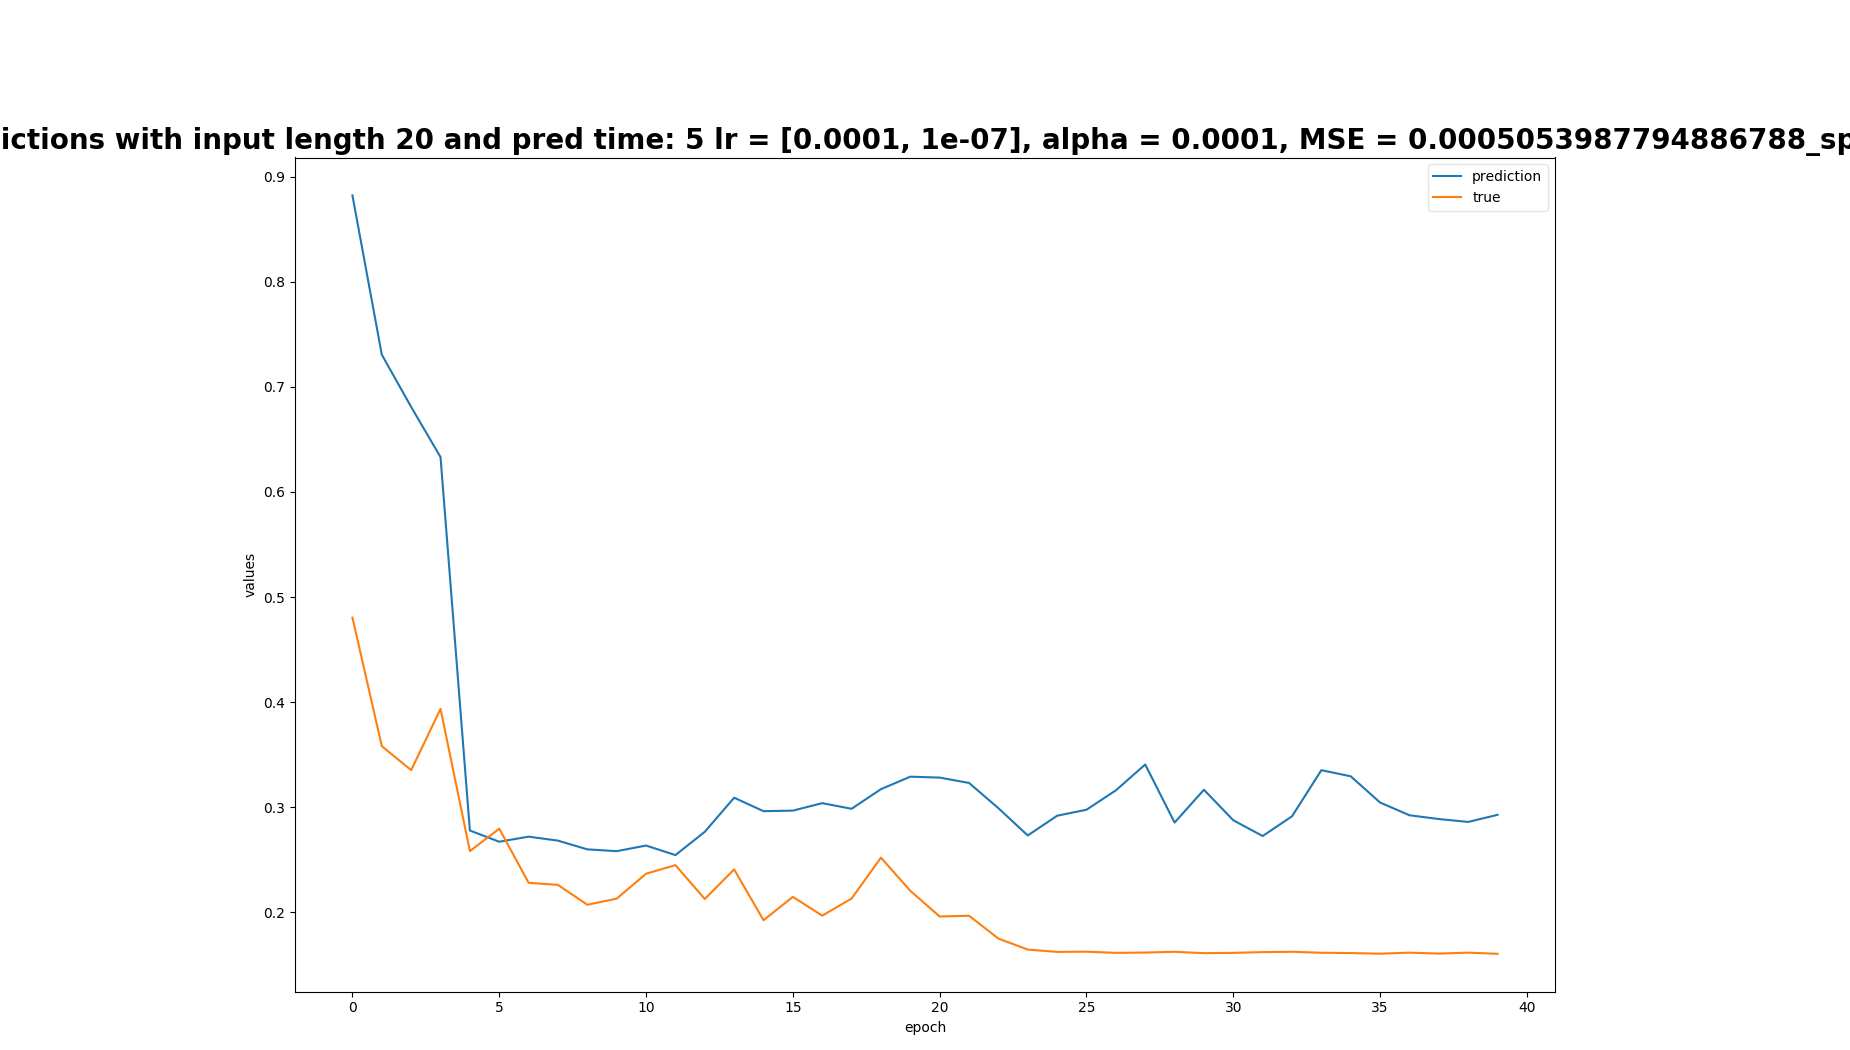 ictions with input length 20 and pred time: 5 lr = [0.0001, 1e-07], alpha = 0.0001, MSE = 0.0005053987794886788_sp
prediction
true
0.9
0.8
0.7
0.6
0.5
0.4
0.3
0.2
values
0 5 10 15 20 25 30 35 40
epoch